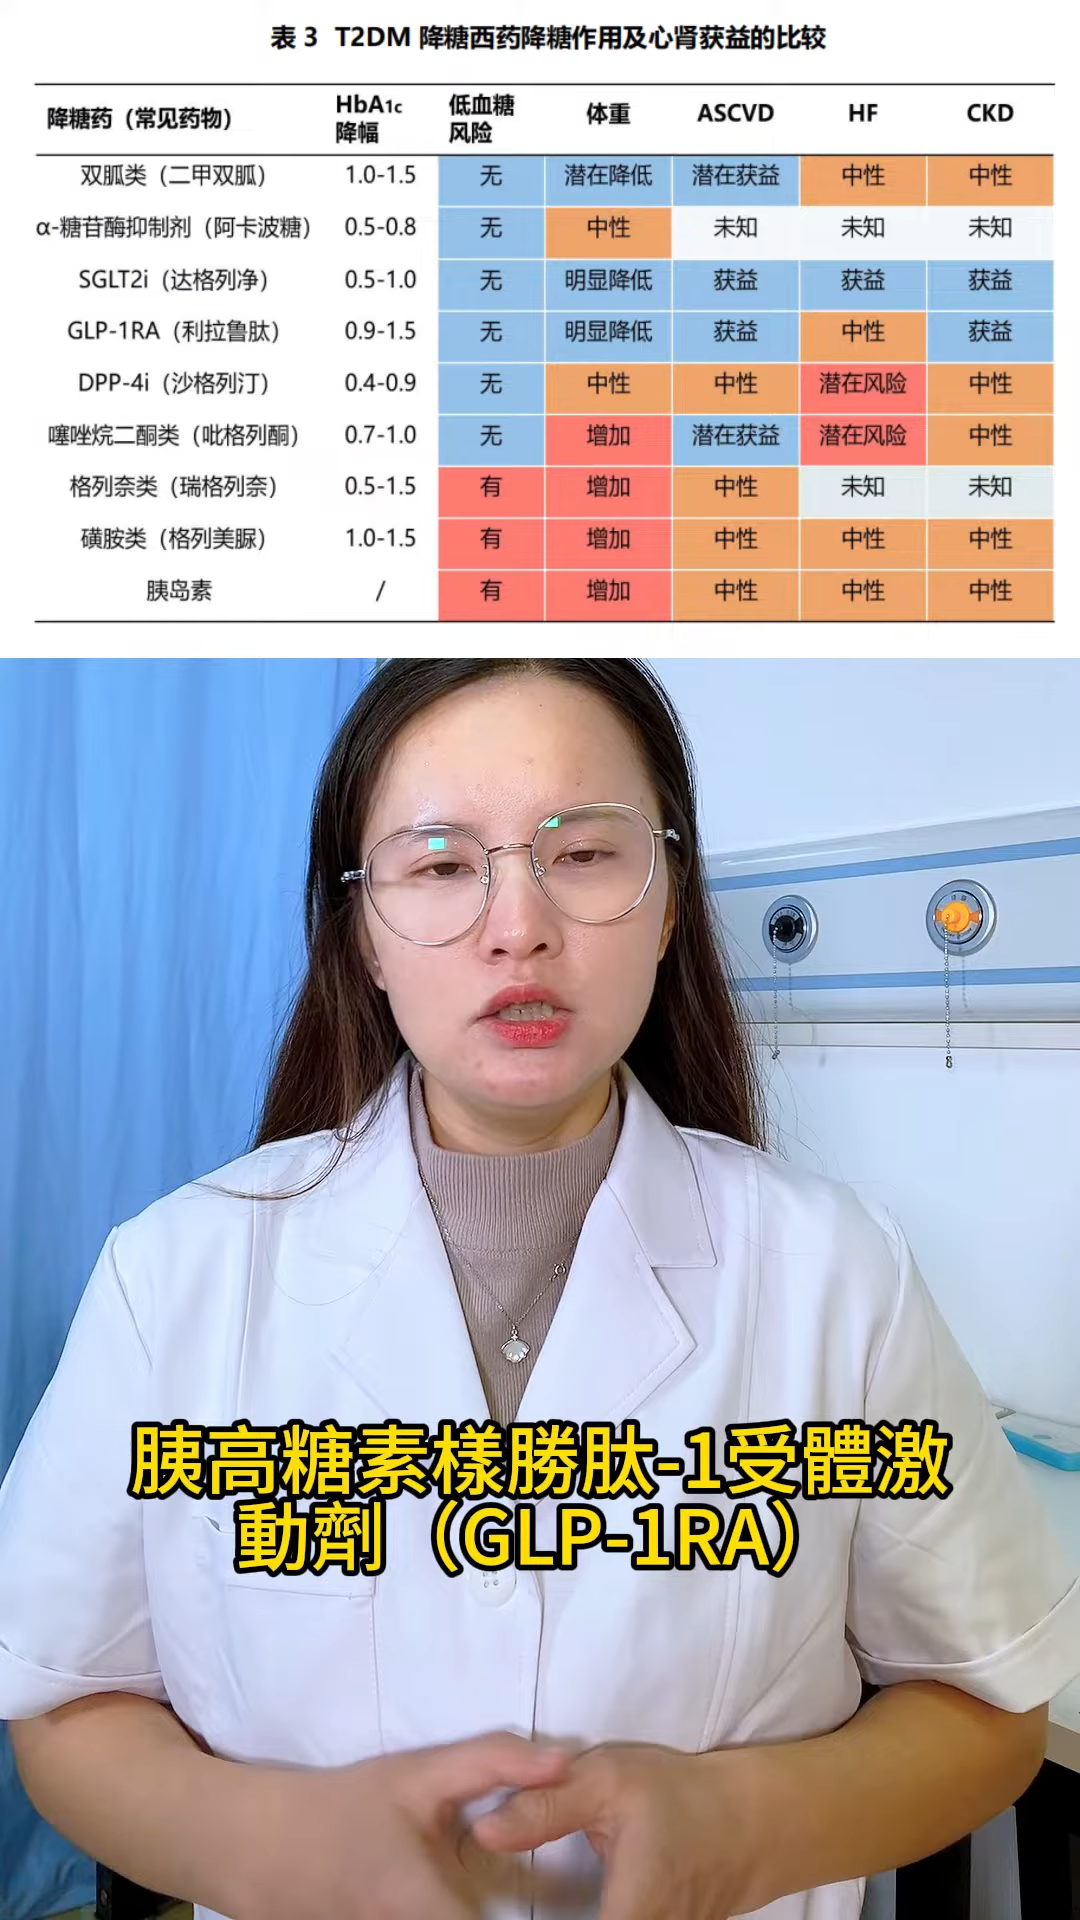 表 3 T2DM 降糖西药降糖作用及心肾获益的比较
降糖药（常见药物） HbA1c 降幅 低血糖 风险 体重 ASCVD HF CKD
双胍类（二甲双胍） 1.0-1.5 无 潜在降低 潜在获益 中性 中性
α-糖苷酶抑制剂（阿卡波糖） 0.5-0.8 无 中性 未知 未知 未知
SGLT2i（达格列净） 0.5-1.0 无 明显降低 获益 获益 获益
GLP-1RA（利拉鲁肽） 0.9-1.5 无 明显降低 获益 中性 获益
DPP-4i（沙格列汀） 0.4-0.9 无 中性 中性 潜在风险 中性
噻唑烷二酮类（吡格列酮） 0.7-1.0 无 增加 潜在获益 潜在风险 中性
格列奈类（瑞格列奈） 0.5-1.5 有 增加 中性 未知 未知
磺胺类（格列美脲） 1.0-1.5 有 增加 中性 中性 中性
胰岛素 / 有 增加 中性 中性 中性
胰高糖素樣勝肽-1受體激
動劑（GLP-1RA）